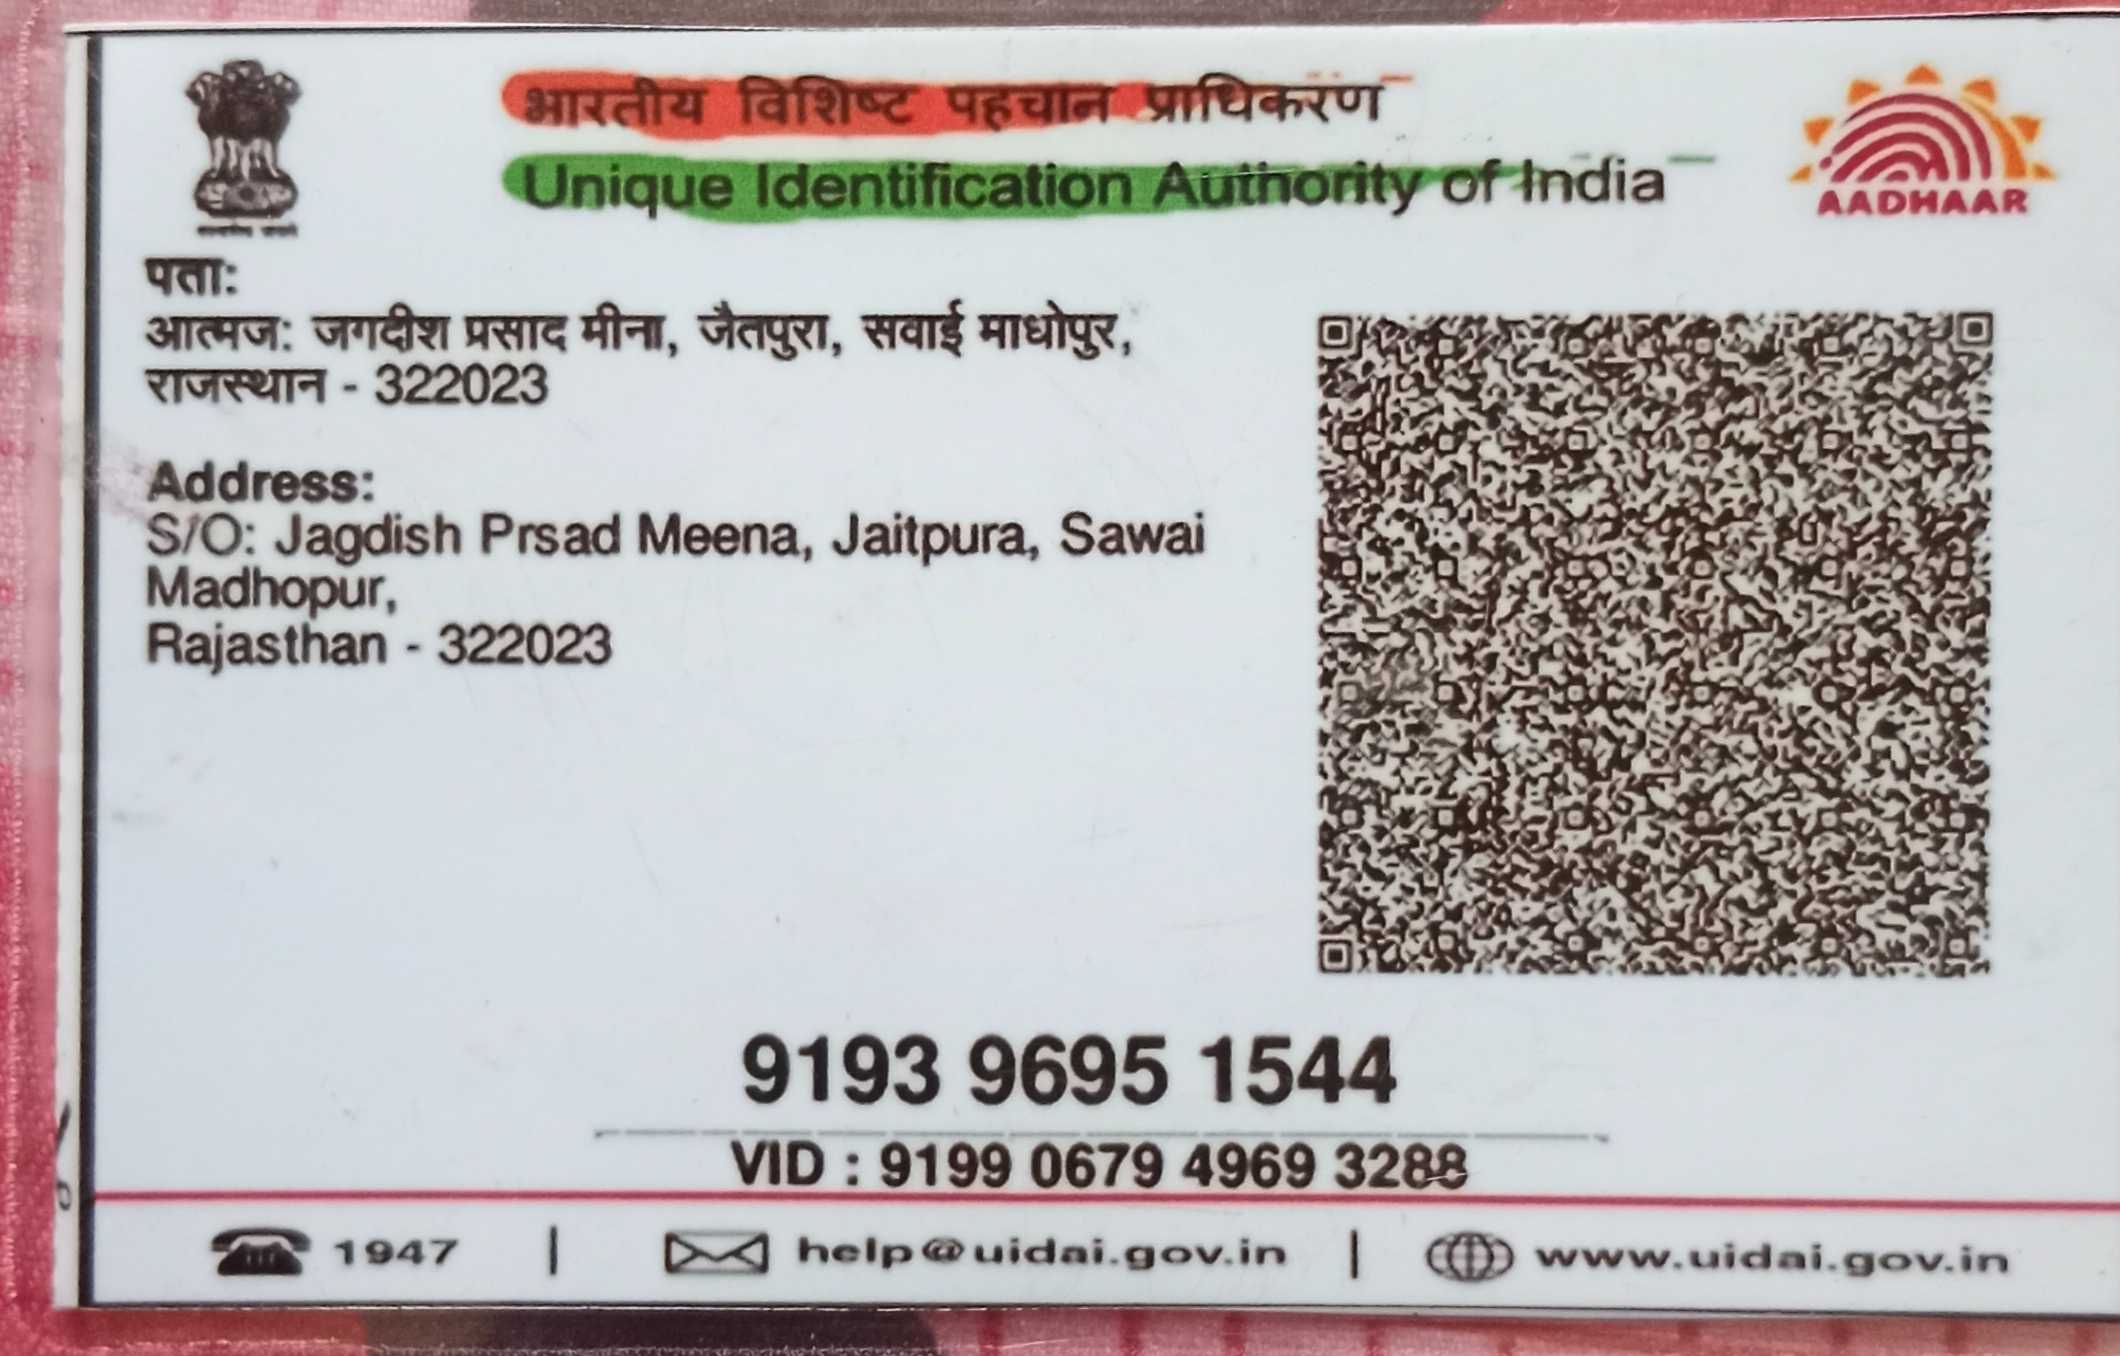 भारतीय विशिष्ट पहचान प्राधिकरण
Unique Identification Authority of India
AADHAAR
पता:
आत्मज: जगदीश प्रसाद मीना, जैतपुरा, सवाई माधोपुर,
राजस्थान - 322023
Address:
S/O: Jagdish Prsad Meena, Jaitpura, Sawai
Madhopur,
Rajasthan - 322023
9193 9695 1544
VID : 9199 0679 4969 3288
1947 | help@uidai.gov.in | www.uidai.gov.in